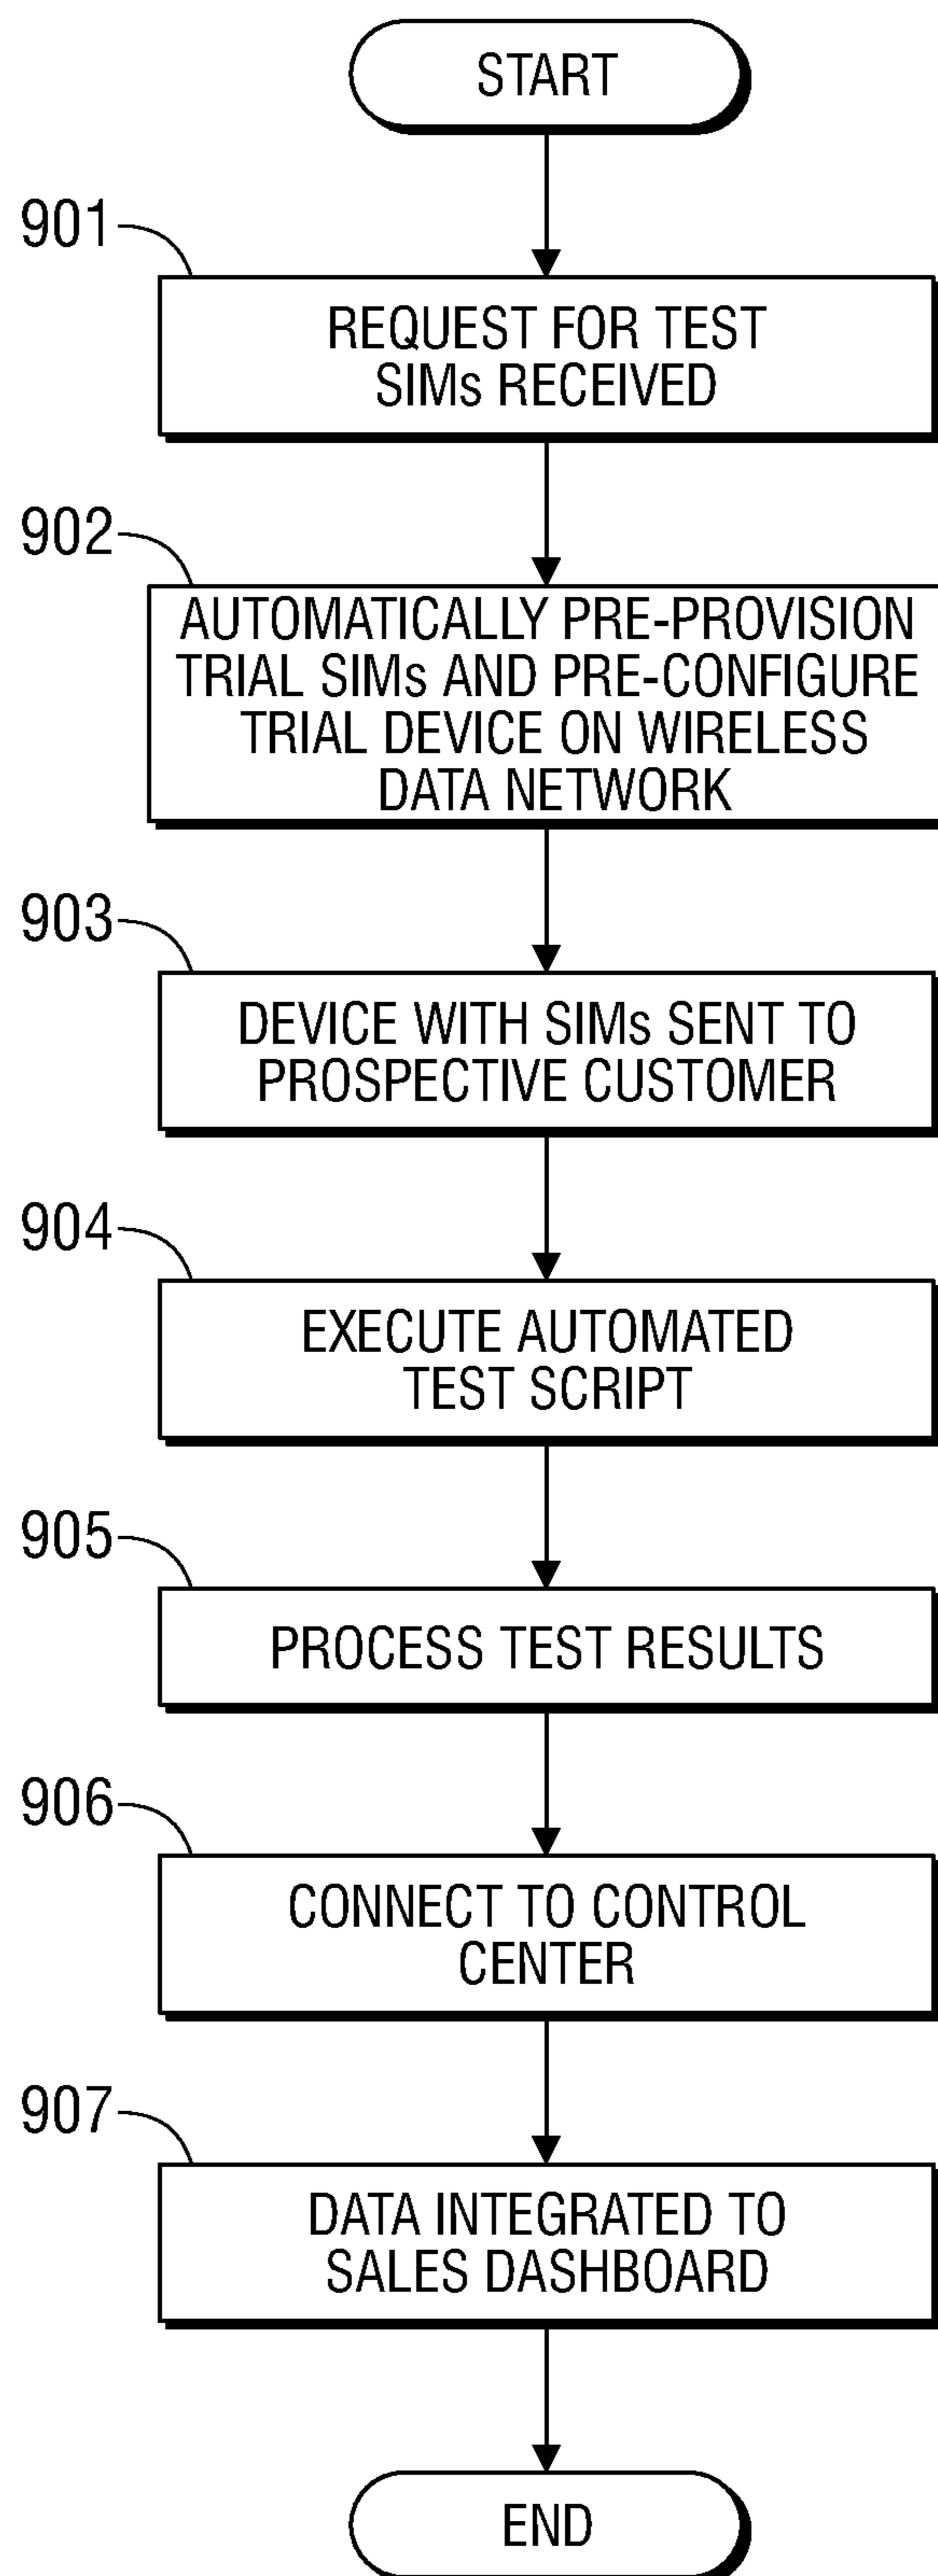 START
901
REQUEST FOR TEST
SIMs RECEIVED
902
AUTOMATICALLY PRE-PROVISION
TRIAL SIMs AND PRE-CONFIGURE
TRIAL DEVICE ON WIRELESS
DATA NETWORK
903
DEVICE WITH SIMs SENT TO
PROSPECTIVE CUSTOMER
904
EXECUTE AUTOMATED
TEST SCRIPT
905
PROCESS TEST RESULTS
906
CONNECT TO CONTROL
CENTER
907
DATA INTEGRATED TO
SALES DASHBOARD
END